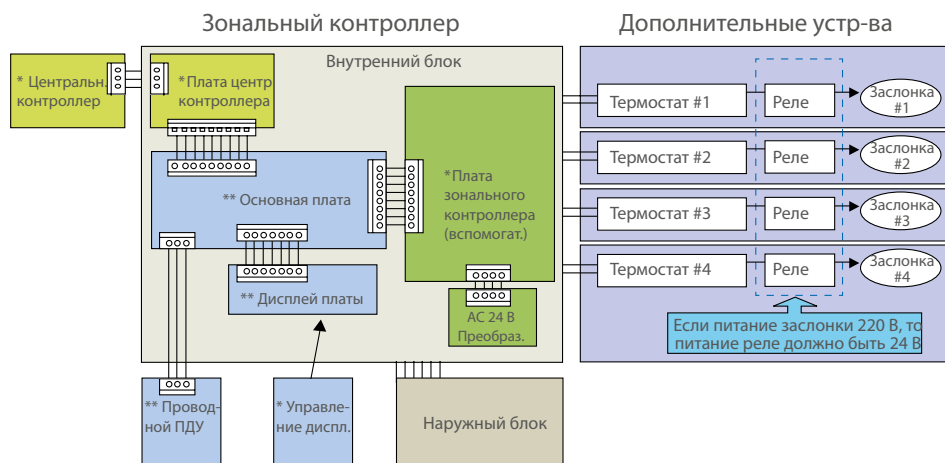 Зональный контроллер
Дополнительные устр-ва
Внутренний блок
* Центральн.
контроллер
* Плата центр
контроллера
** Основная плата
* Плата
зонального
контроллера
(вспомогат.)
** Дисплей платы
АС 24 В
Преобраз.
** Провод-
ной ПДУ
* Управле-
ние диспл.
Наружный блок
Термостат #1
Реле
Заслонка
#1
Термостат #2
Реле
Заслонка
#2
Термостат #3
Реле
Заслонка
#3
Термостат #4
Реле
Заслонка
#4
Если питание заслонки 220 В, то
питание реле должно быть 24 В